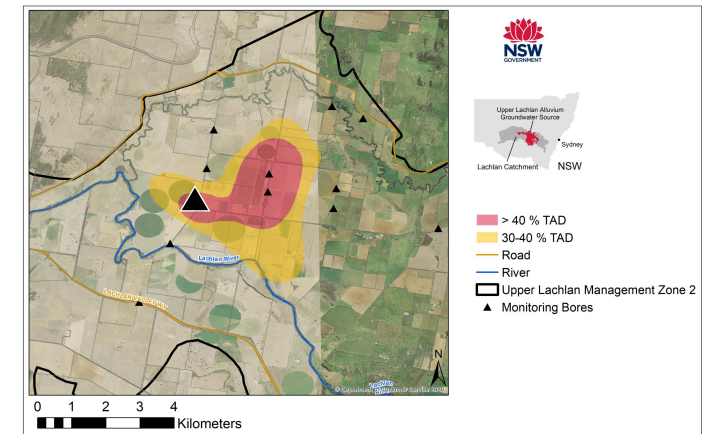 NSW
GOVERNMENT
Upper Lachlan Alluvium
Groundwater Source
Sydney
Lachlan Catchment
NSW
> 40 % TAD
30-40 % TAD
Road
River
Upper Lachlan Management Zone 2
Monitoring Bores
Lachlan River
LACHLAN VALLEY
N
Lachlan
0 1 2 3 4
Kilometers